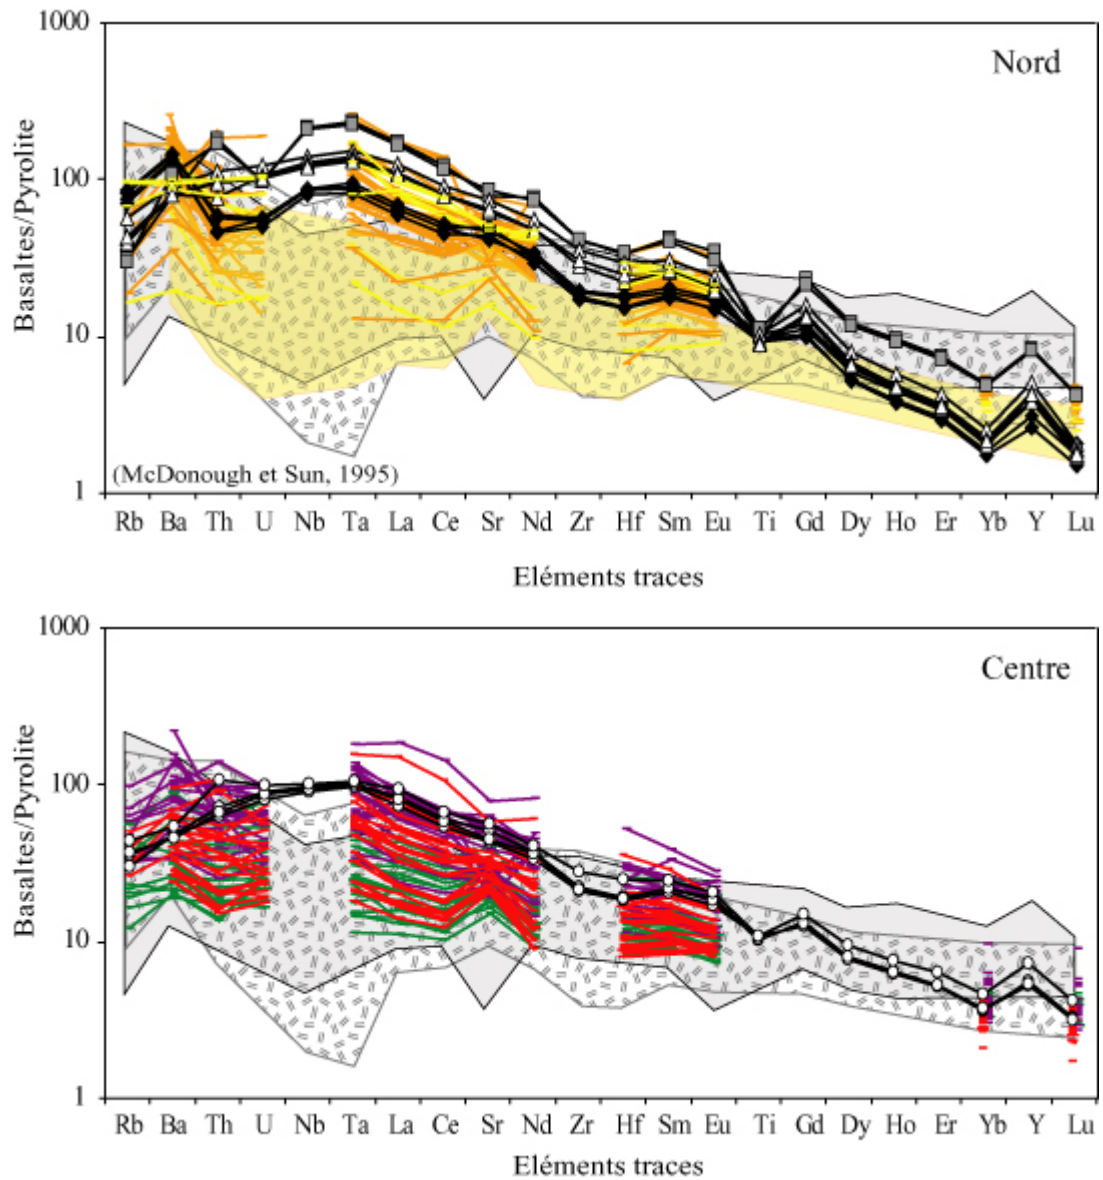 1000
Nord
100
Basaltes/Pyrolite
10
(McDonough et Sun, 1995)
1
Rb Ba Th U Nb Ta La Ce Sr Nd Zr Hf Sm Eu Ti Gd Dy Ho Er Yb Y Lu
Eléments traces
1000
Centre
100
Basaltes/Pyrolite
10
1
Rb Ba Th U Nb Ta La Ce Sr Nd Zr Hf Sm Eu Ti Gd Dy Ho Er Yb Y Lu
Eléments traces